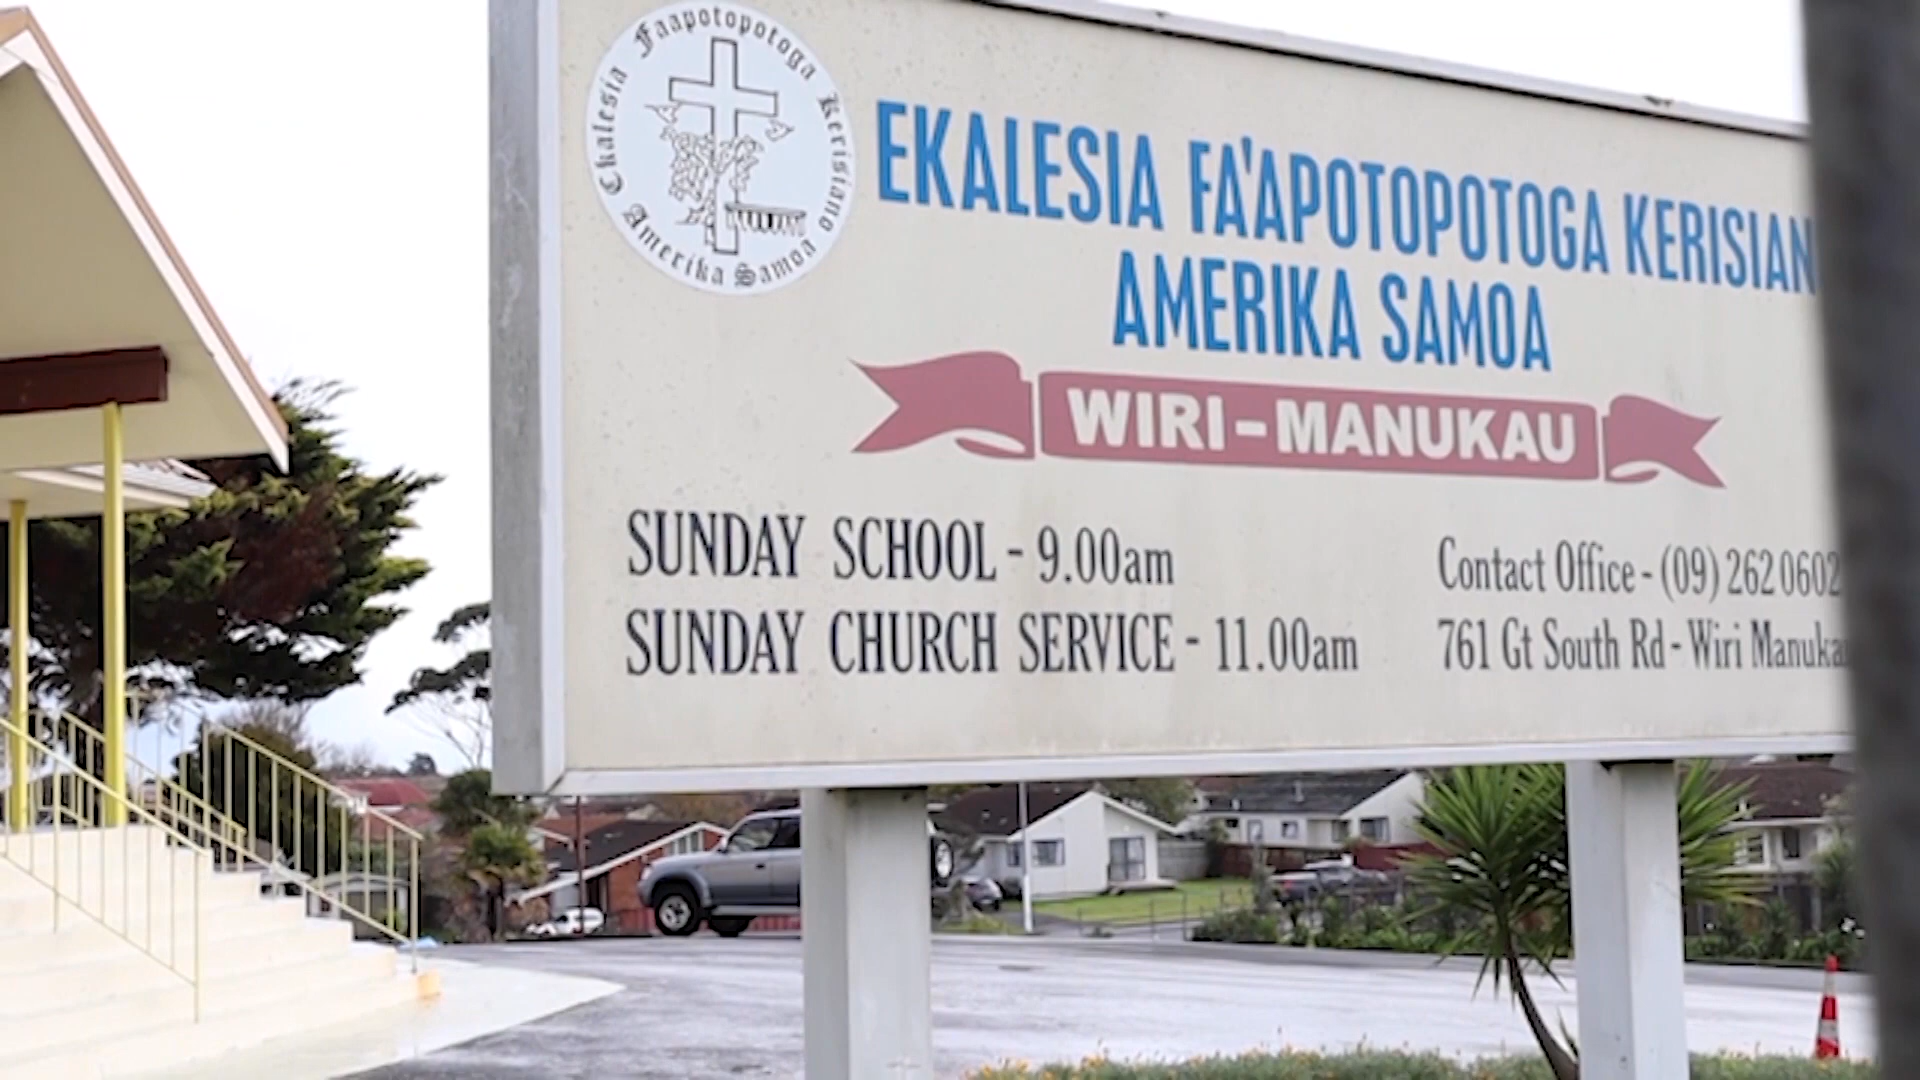 Ekalesia Faapotopotoga Kerisiano
Amerika Samoa
EKALESIA FA'APOTOPOTOGA KERISIAN
AMERIKA SAMOA
WIRI-MANUKAU
SUNDAY SCHOOL - 9.00am
SUNDAY CHURCH SERVICE - 11.00am
Contact Office - (09) 262 0602
761 Gt South Rd - Wiri Manuka